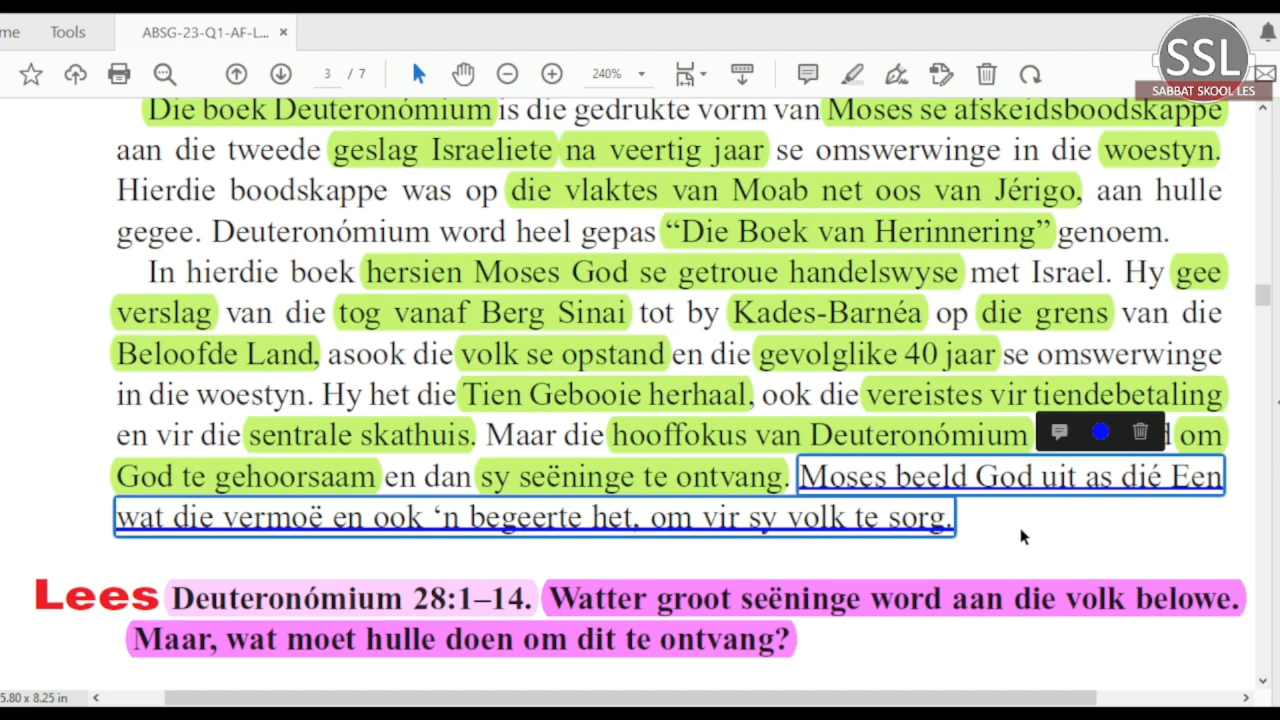 me Tools ABSG-23-Q1-AF-L... ×
SSL
SABBAT SKOOL LES
3 / 7 240%
Die boek Deuteronómium is die gedrukte vorm van Moses se afskeidsboodskappe
aan die tweede geslag Israeliete na veertig jaar se omswerwinge in die woestyn.
Hierdie boodskappe was op die vlaktes van Moab net oos van Jérigo, aan hulle
gegee. Deuteronómium word heel gepas “Die Boek van Herinnering” genoem.
In hierdie boek hersien Moses God se getroue handelswyse met Israel. Hy gee
verslag van die tog vanaf Berg Sinai tot by Kades-Barnéa op die grens van die
Beloofde Land, asook die volk se opstand en die gevolglike 40 jaar se omswerwinge
in die woestyn. Hy het die Tien Gebooie herhaal, ook die vereistes vir tiendebetaling
en vir die sentrale skathuis. Maar die hooffokus van Deuteronómium om
God te gehoorsaam en dan sy seëninge te ontvang. Moses beeld God uit as dié Een
wat die vermoë en ook ‘n begeerte het, om vir sy volk te sorg.
Lees Deuteronómium 28:1–14. Watter groot seëninge word aan die volk belowe.
Maar, wat moet hulle doen om dit te ontvang?
5.80 x 8.25 in